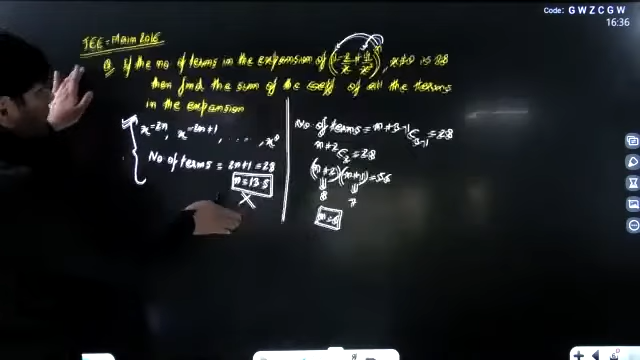 Code: G W Z C G W
16:36
JEE-Main 2016
Q. If the no of terms in the expansion of (1-2/x+4/x²)ⁿ, x≠0 is 28
then find the sum of the coeff of all the terms
in the expansion
x⁻²ⁿ, x⁻²ⁿ⁺¹, ....., x⁰
No of terms = 2n+1 = 28
n=13.5
X
No of terms = n+3-1C3-1 = 28
n+2C2 = 28
(n+2)(n+1) = 56
8 7
n=6